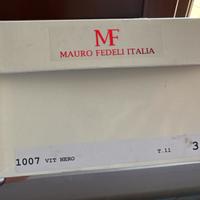 MF
MAURO FEDELI ITALIA
1007 VIT NERO T.11 3